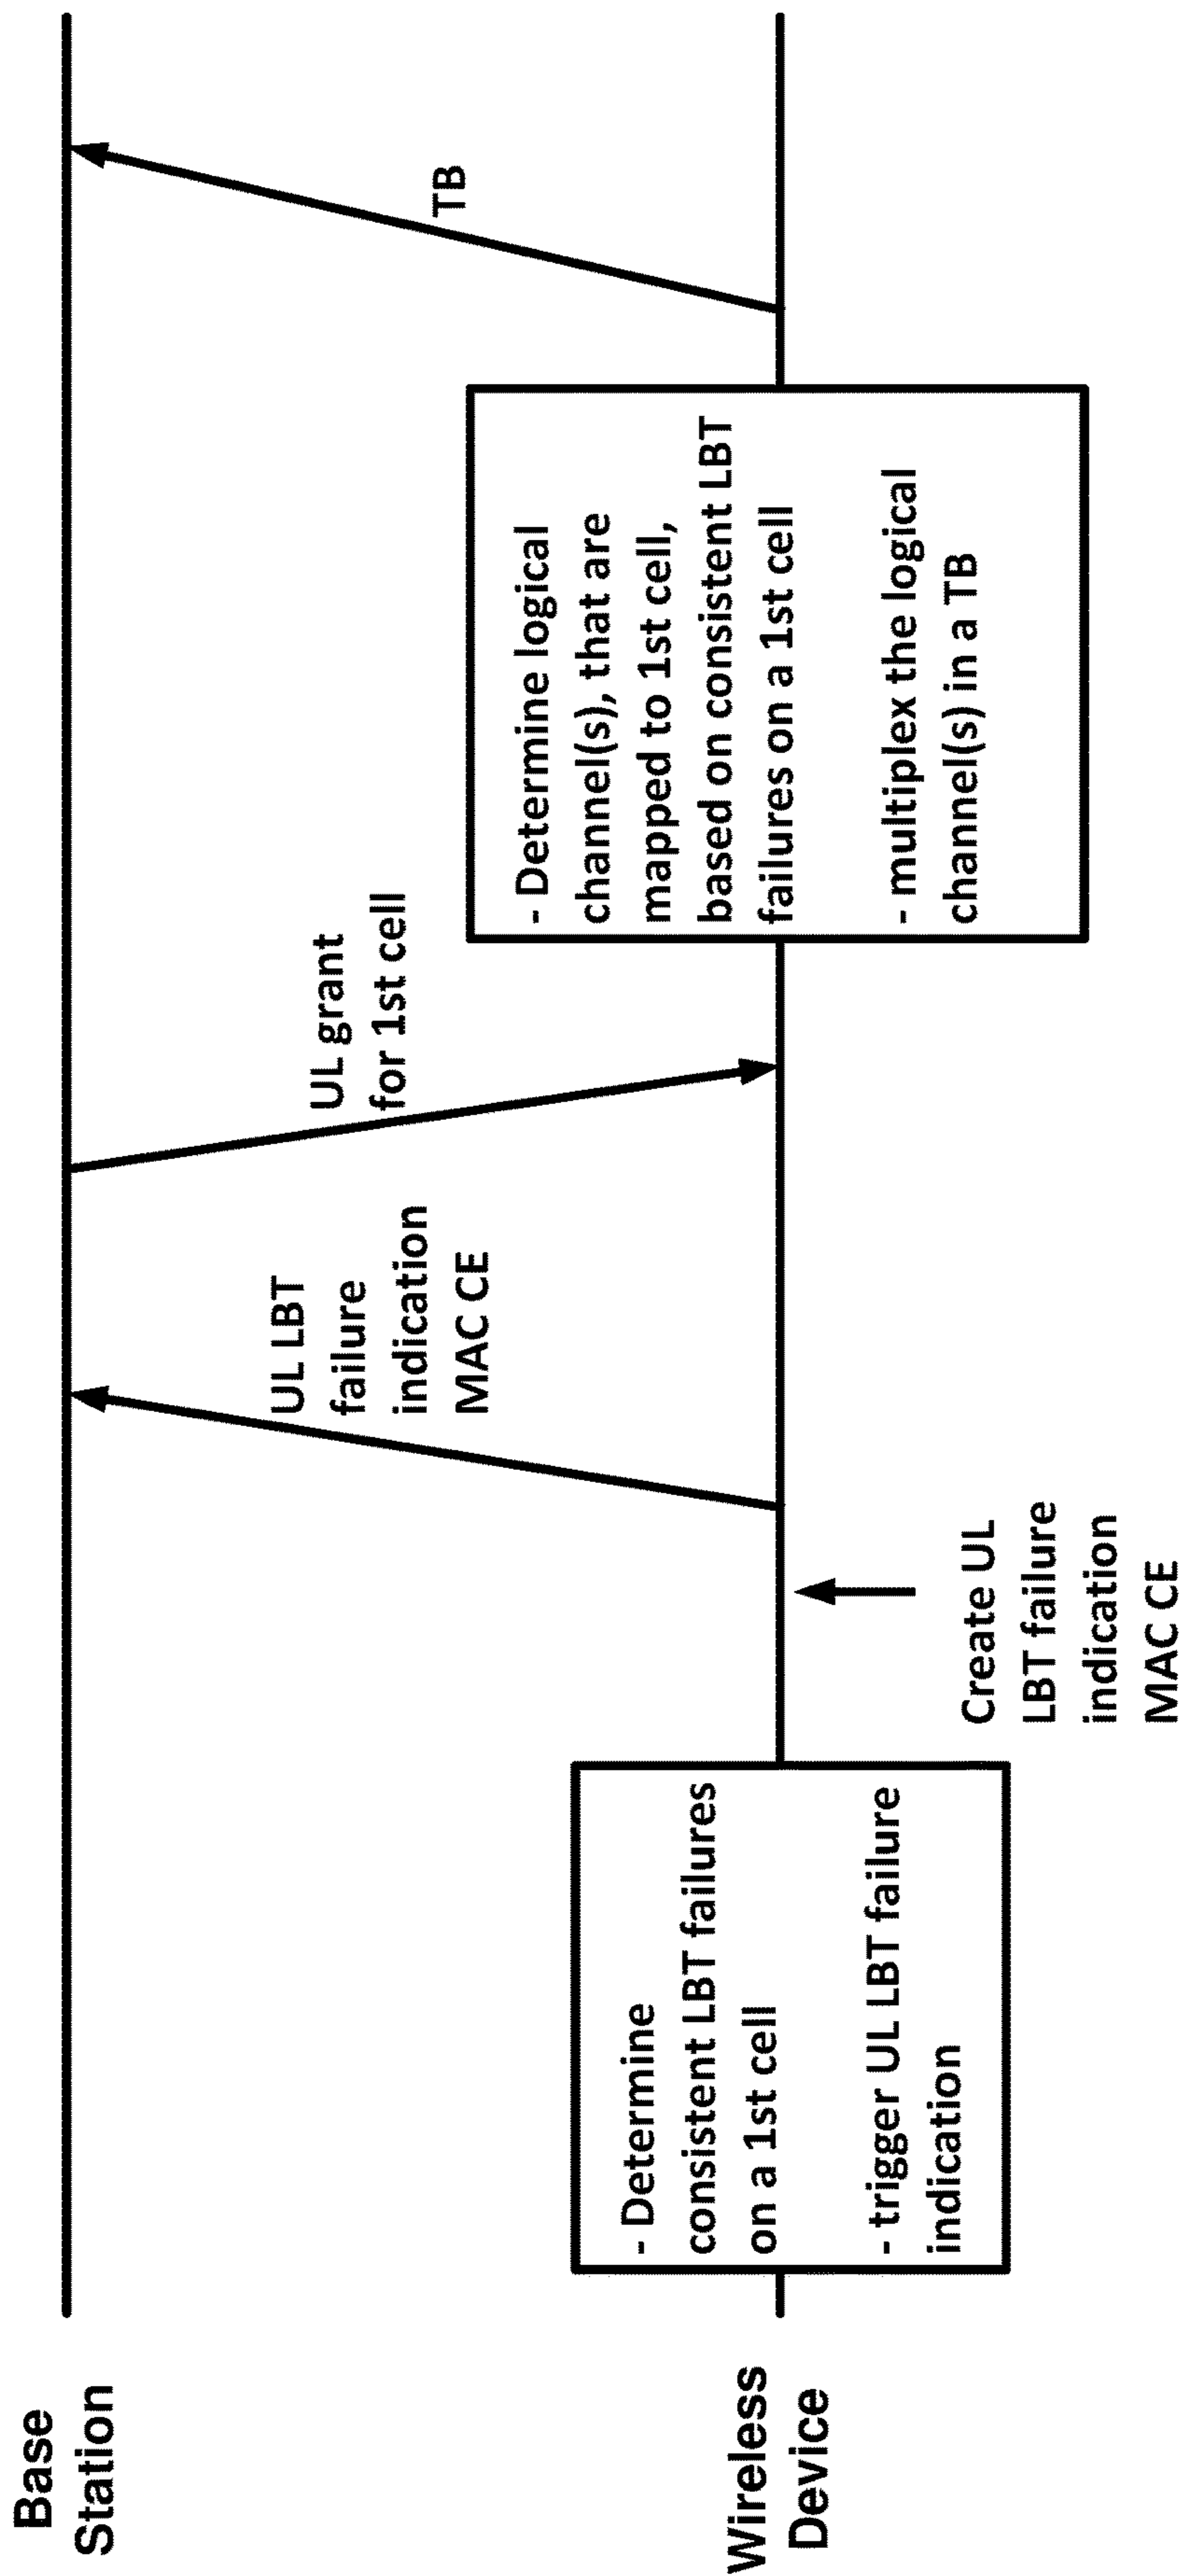 Base
Station
Wireless
Device
- Determine
consistent LBT failures
on a 1st cell
- trigger UL LBT failure
indication
Create UL
LBT failure
indication
MAC CE
UL LBT
failure
indication
MAC CE
UL grant
for 1st cell
- Determine logical
channel(s), that are
mapped to 1st cell,
based on consistent LBT
failures on a 1st cell
- multiplex the logical
channel(s) in a TB
TB